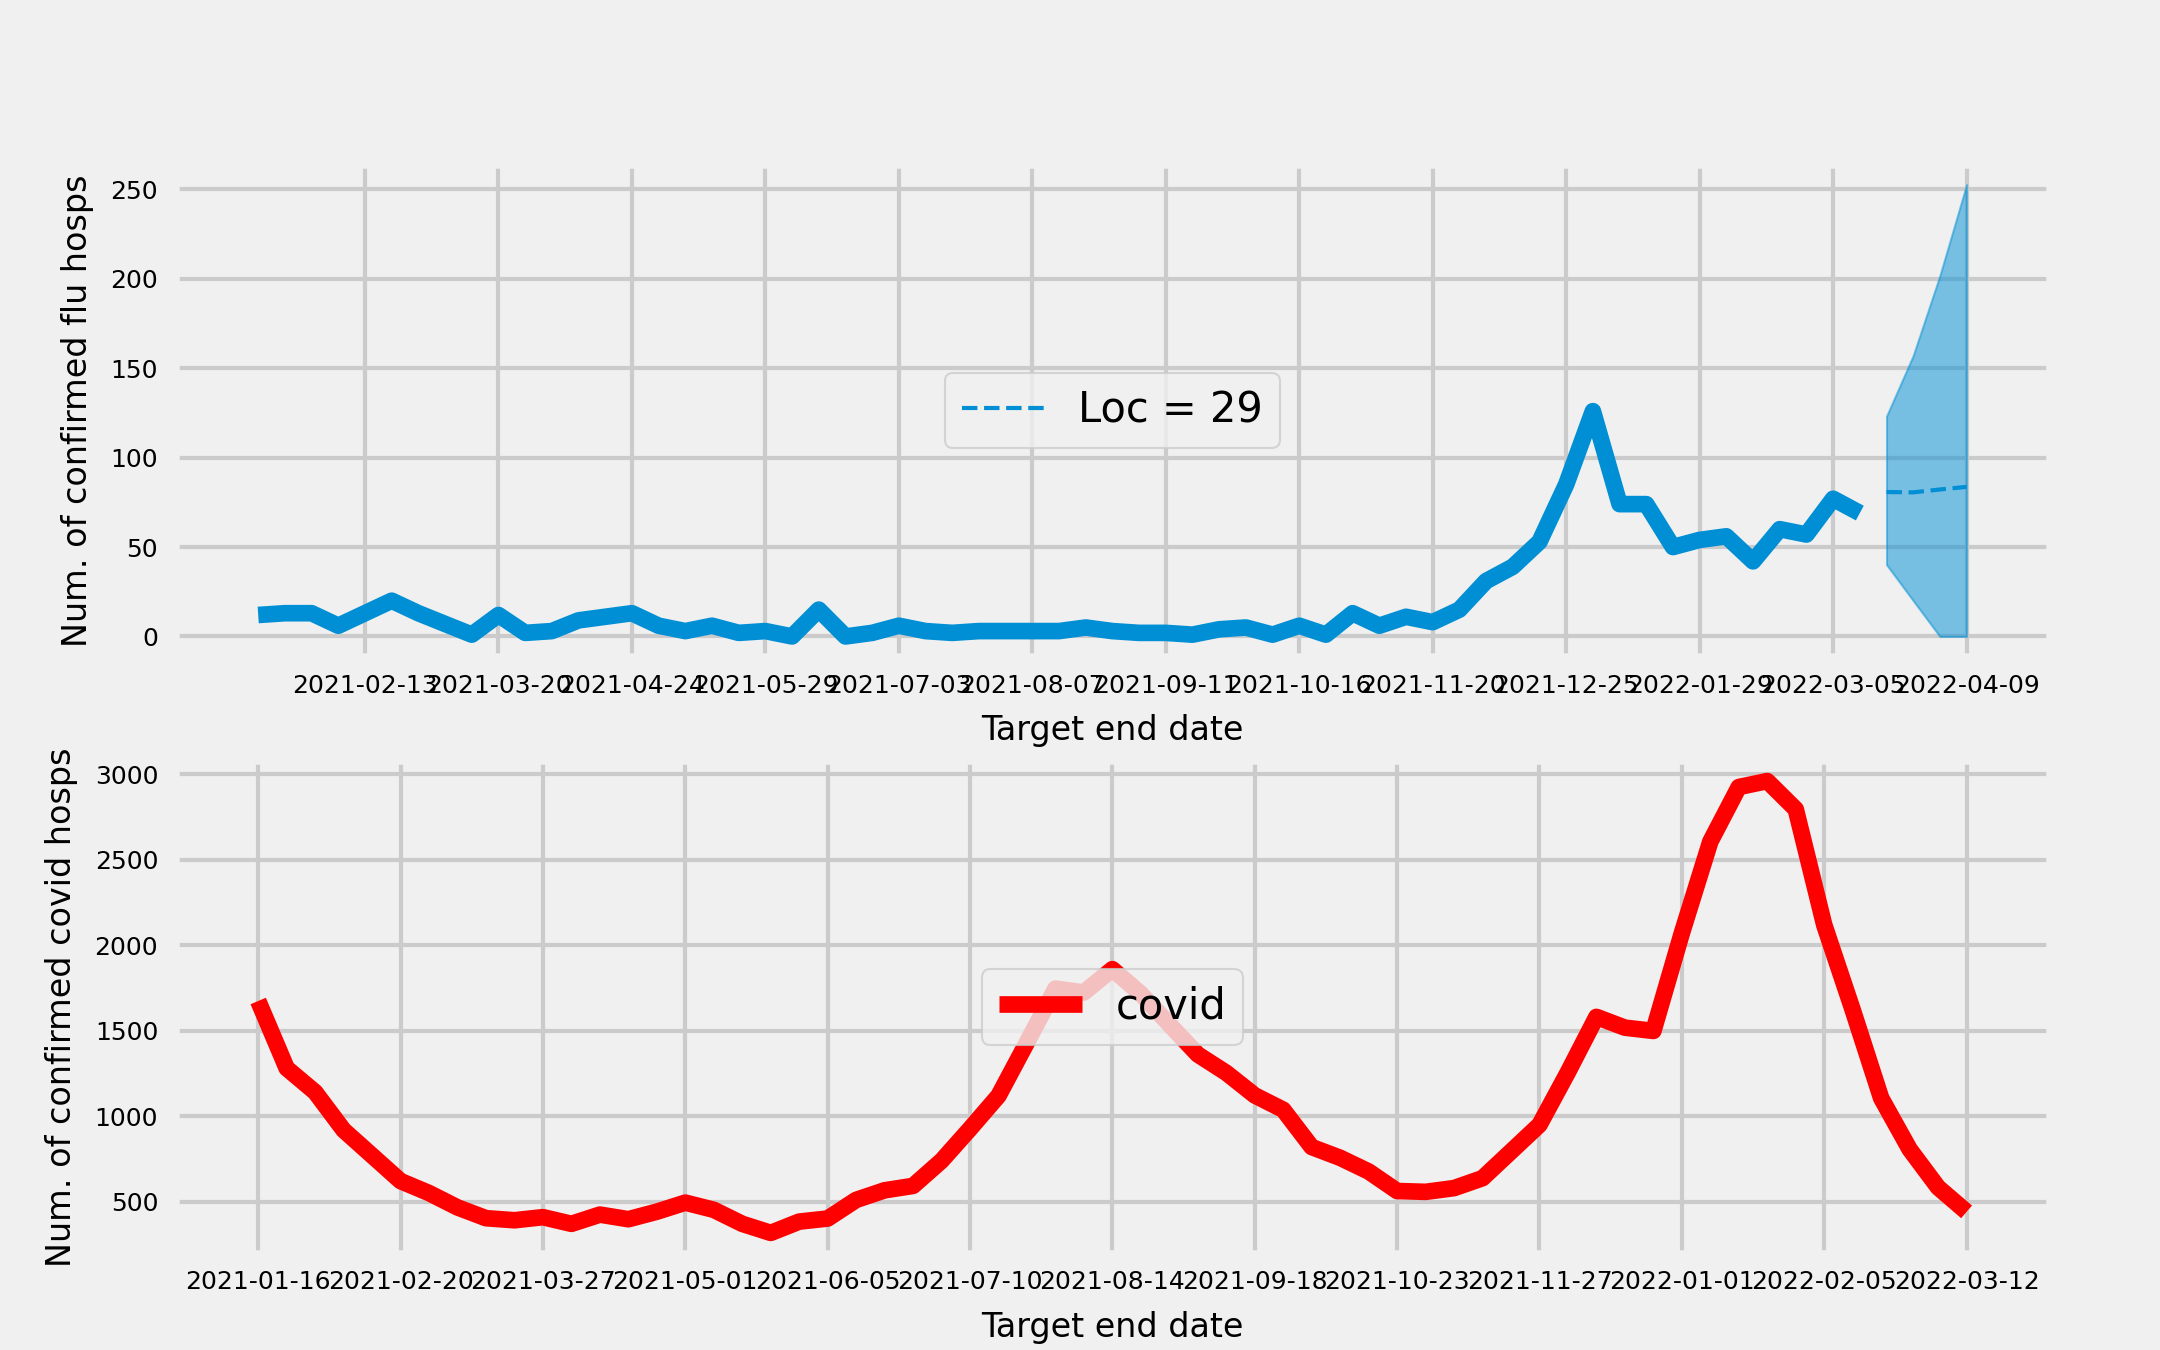 Num. of confirmed flu hosps
250
200
150
100
50
0
Loc = 29
2021-02-13 2021-03-20 2021-04-24 2021-05-29 2021-07-03 2021-08-07 2021-09-11 2021-10-16 2021-11-20 2021-12-25 2022-01-29 2022-03-05 2022-04-09
Target end date
Num. of confirmed covid hosps
3000
2500
2000
1500
1000
500
covid
2021-01-16 2021-02-20 2021-03-27 2021-05-01 2021-06-05 2021-07-10 2021-08-14 2021-09-18 2021-10-23 2021-11-27 2022-01-01 2022-02-05 2022-03-12
Target end date